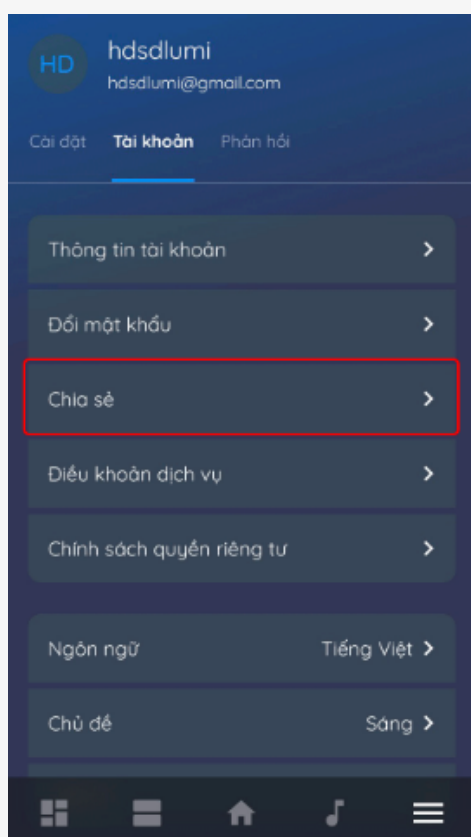 HD
hdsdlumi
hdsdlumi@gmail.com
Cài đặt Tài khoản Phản hồi
Thông tin tài khoản
Đổi mật khẩu
Chia sẻ
Điều khoản dịch vụ
Chính sách quyền riêng tư
Ngôn ngữ Tiếng Việt
Chủ đề Sáng